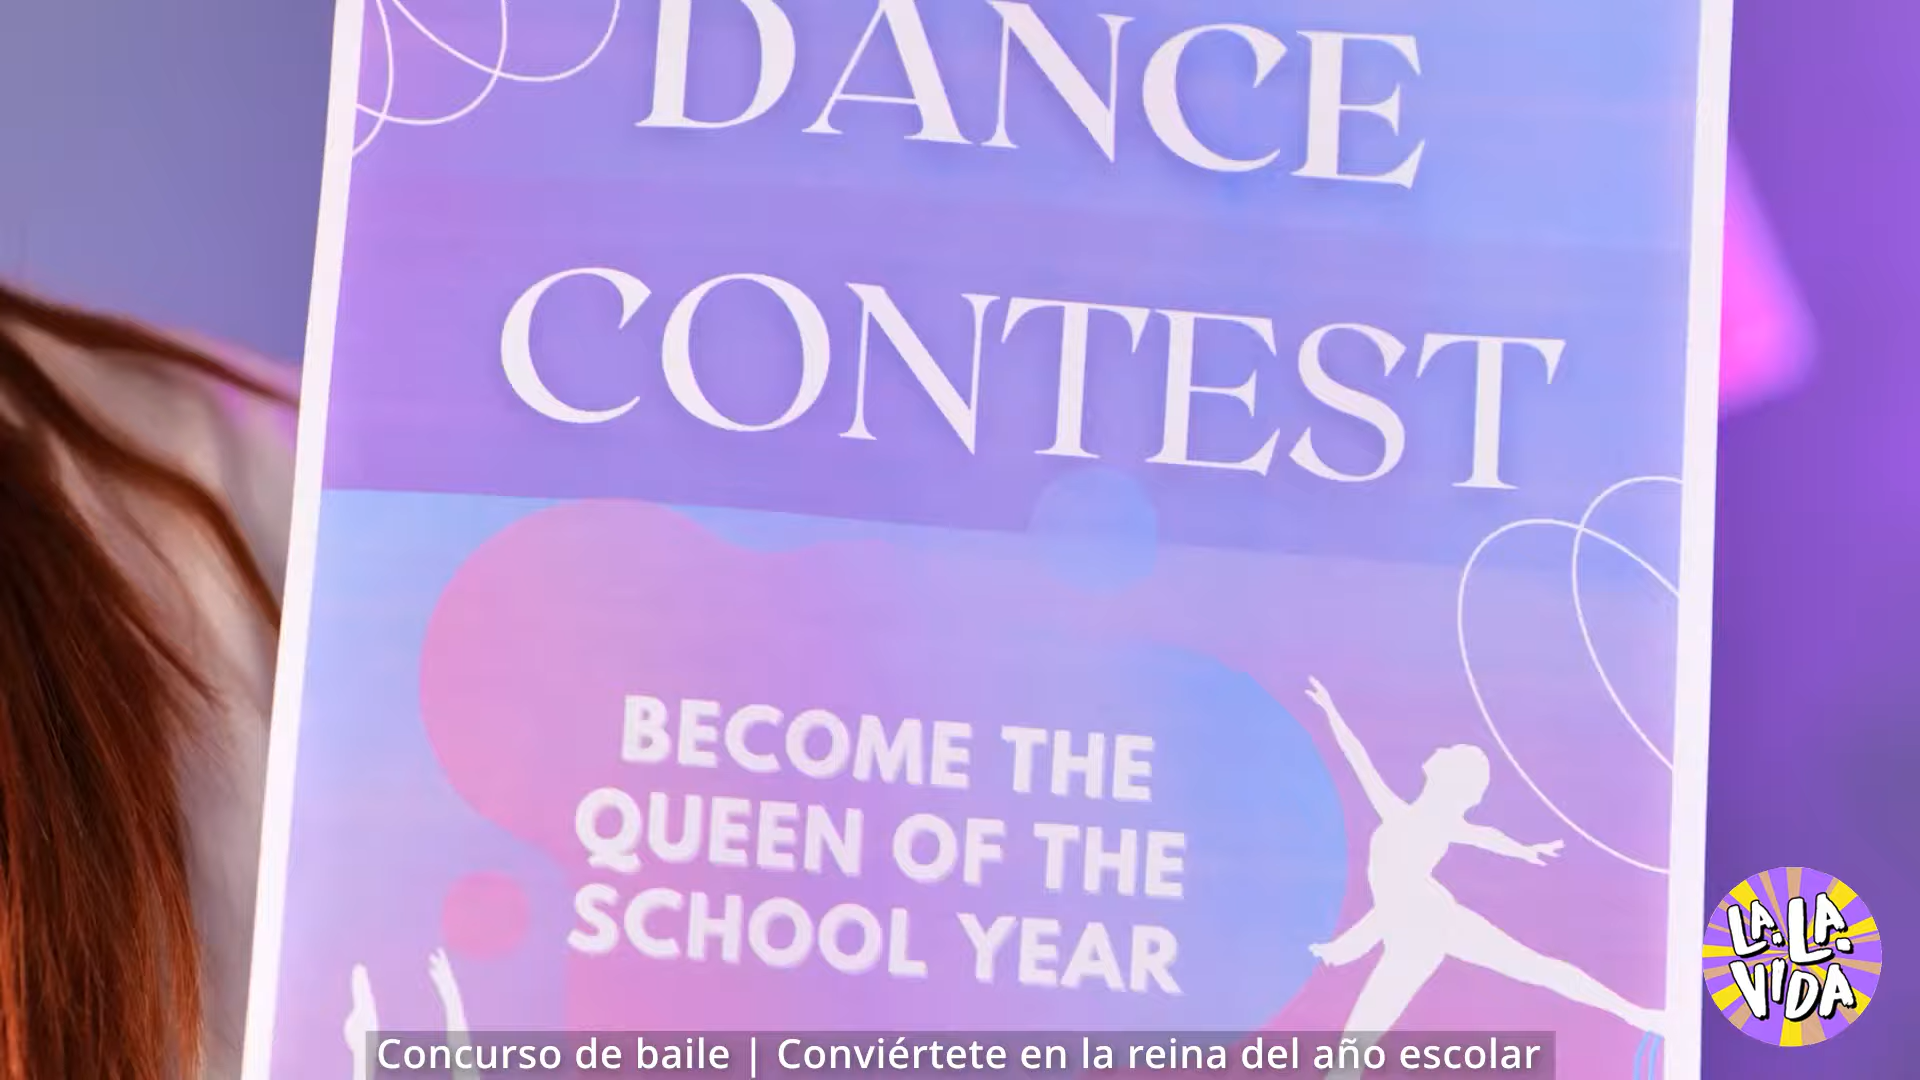 DANCE
CONTEST
BECOME THE
QUEEN OF THE
SCHOOL YEAR
LA.LA.
VIDA
Concurso de baile | Conviértete en la reina del año escolar